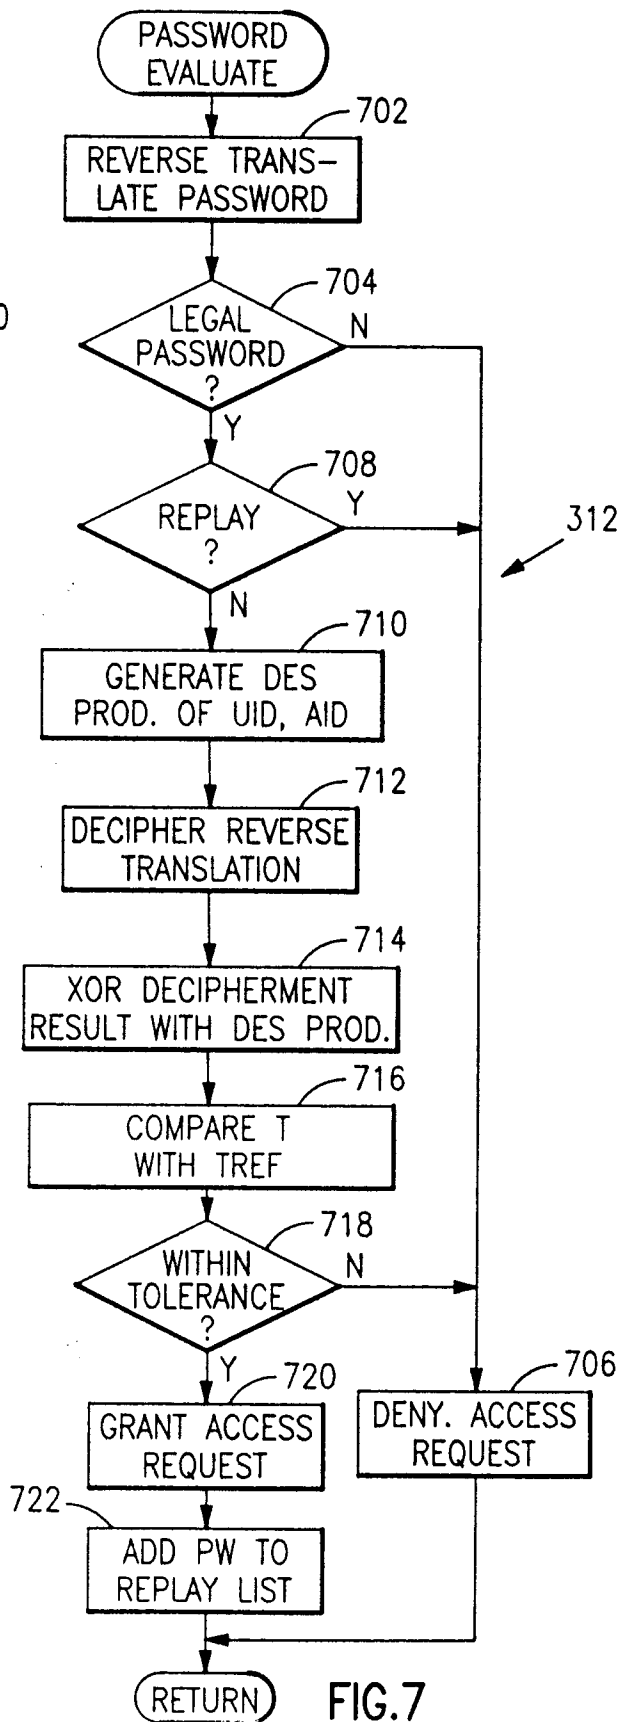 PASSWORD
EVALUATE
702
REVERSE TRANS-
LATE PASSWORD
704
0
LEGAL
PASSWORD
?
N
Y
708
REPLAY
?
Y
N
312
710
GENERATE DES
PROD. OF UID, AID
712
DECIPHER REVERSE
TRANSLATION
714
XOR DECIPHERMENT
RESULT WITH DES PROD.
716
COMPARE T
WITH TREF
718
WITHIN
TOLERANCE
?
N
Y
720
GRANT ACCESS
REQUEST
706
DENY. ACCESS
REQUEST
722
ADD PW TO
REPLAY LIST
RETURN
FIG.7